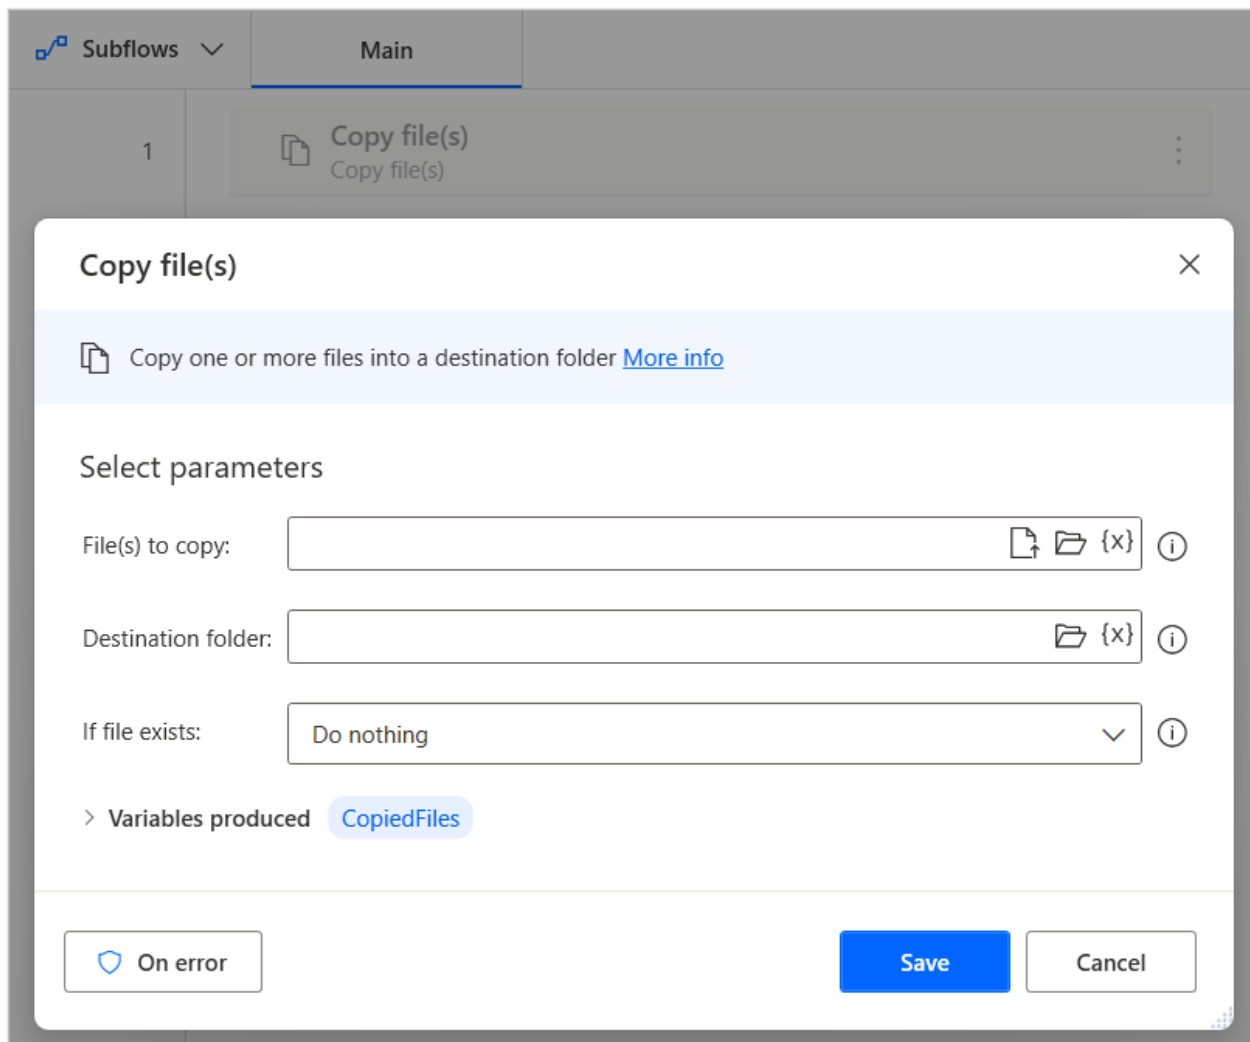 Subflows
Main
1
Copy file(s)
Copy file(s)
Copy file(s)
Copy one or more files into a destination folder More info
Select parameters
File(s) to copy:
{x}
Destination folder:
{x}
If file exists:
Do nothing
Variables produced CopiedFiles
On error
Save
Cancel